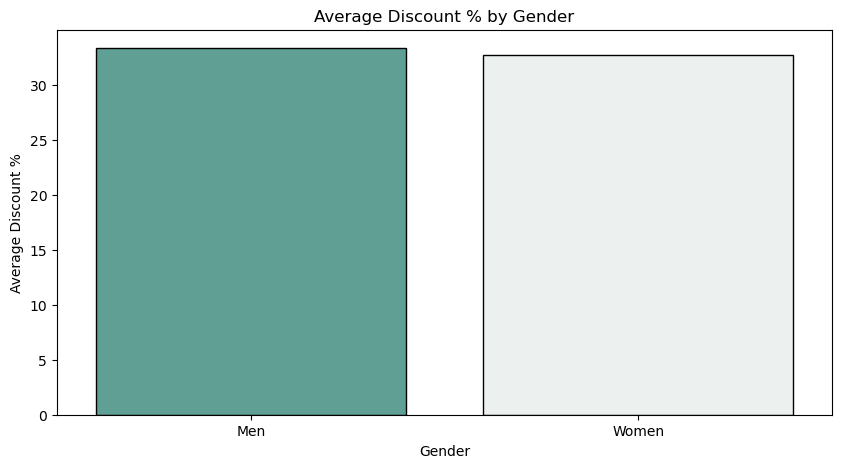 Average Discount % by Gender
Average Discount %
30
25
20
15
10
5
0
Men Women
Gender